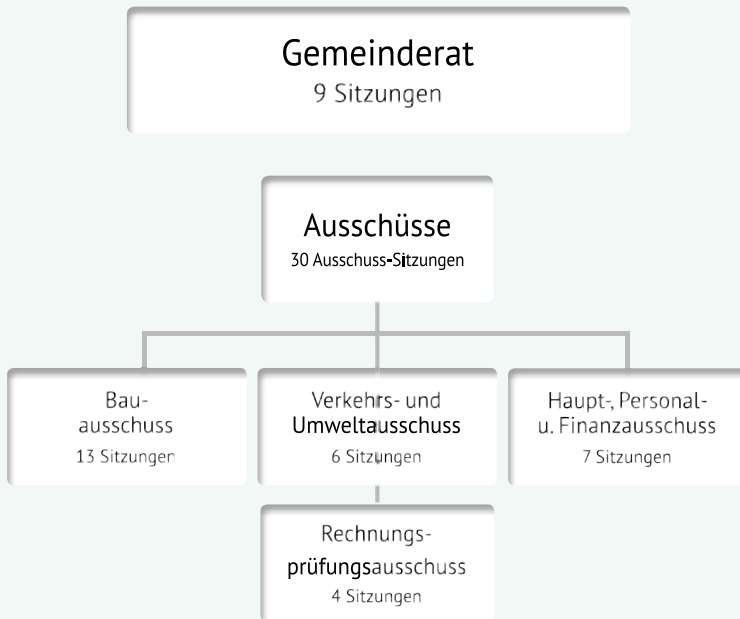 Gemeinderat
9 Sitzungen
Ausschüsse
30 Ausschuss-Sitzungen
Bau-
ausschuss
13 Sitzungen
Verkehrs- und
Umweltausschuss
6 Sitzungen
Haupt-, Personal-
u. Finanzausschuss
7 Sitzungen
Rechnungs-
prüfungsausschuss
4 Sitzungen